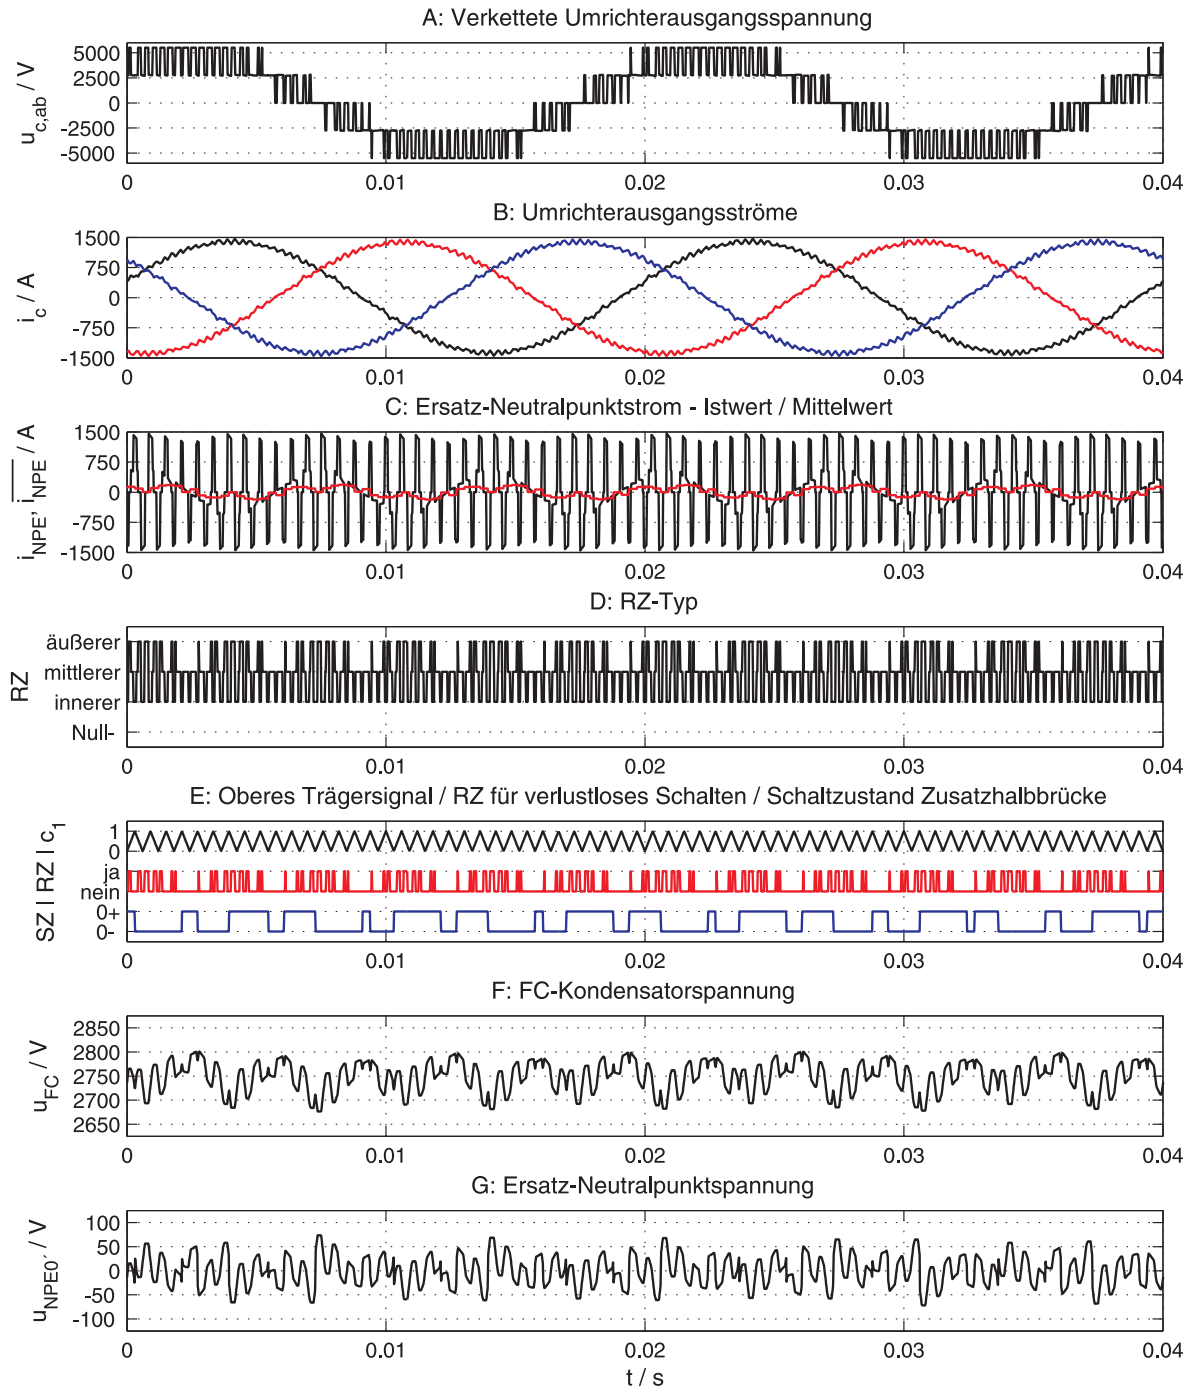 A: Verkettete Umrichterausgangsspannung
u_c,ab / V
5000
2500
0
-2500
-5000
0 0.01 0.02 0.03 0.04
B: Umrichterausgangsströme
i_c / A
1500
750
0
-750
-1500
0 0.01 0.02 0.03 0.04
C: Ersatz-Neutralpunktstrom - Istwert / Mittelwert
i_NPE, i_NPE / A
1500
750
0
-750
-1500
0 0.01 0.02 0.03 0.04
D: RZ-Typ
RZ
äußerer
mittlerer
innerer
Null-
0 0.01 0.02 0.03 0.04
E: Oberes Trägersignal / RZ für verlustloses Schalten / Schaltzustand Zusatzhalbbrücke
SZ | RZ | c_1
1
0
ja
nein
0+
0-
0 0.01 0.02 0.03 0.04
F: FC-Kondensatorspannung
u_FC / V
2850
2800
2750
2700
2650
0 0.01 0.02 0.03 0.04
G: Ersatz-Neutralpunktspannung
u_NPE0´ / V
100
50
0
-50
-100
0 0.01 0.02 0.03 0.04
t / s